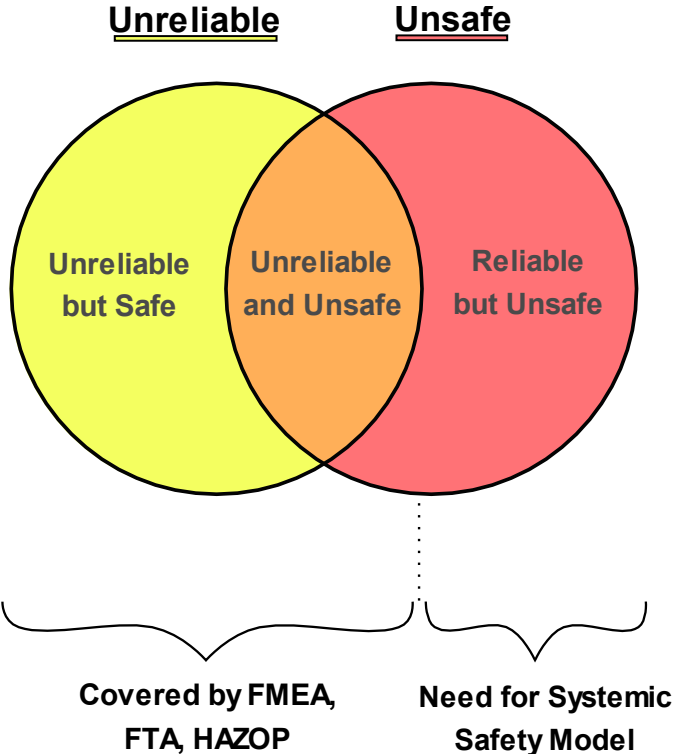 Unreliable Unsafe
Unreliable
but Safe
Unreliable
and Unsafe
Reliable
but Unsafe
Covered by FMEA,
FTA, HAZOP
Need for Systemic
Safety Model